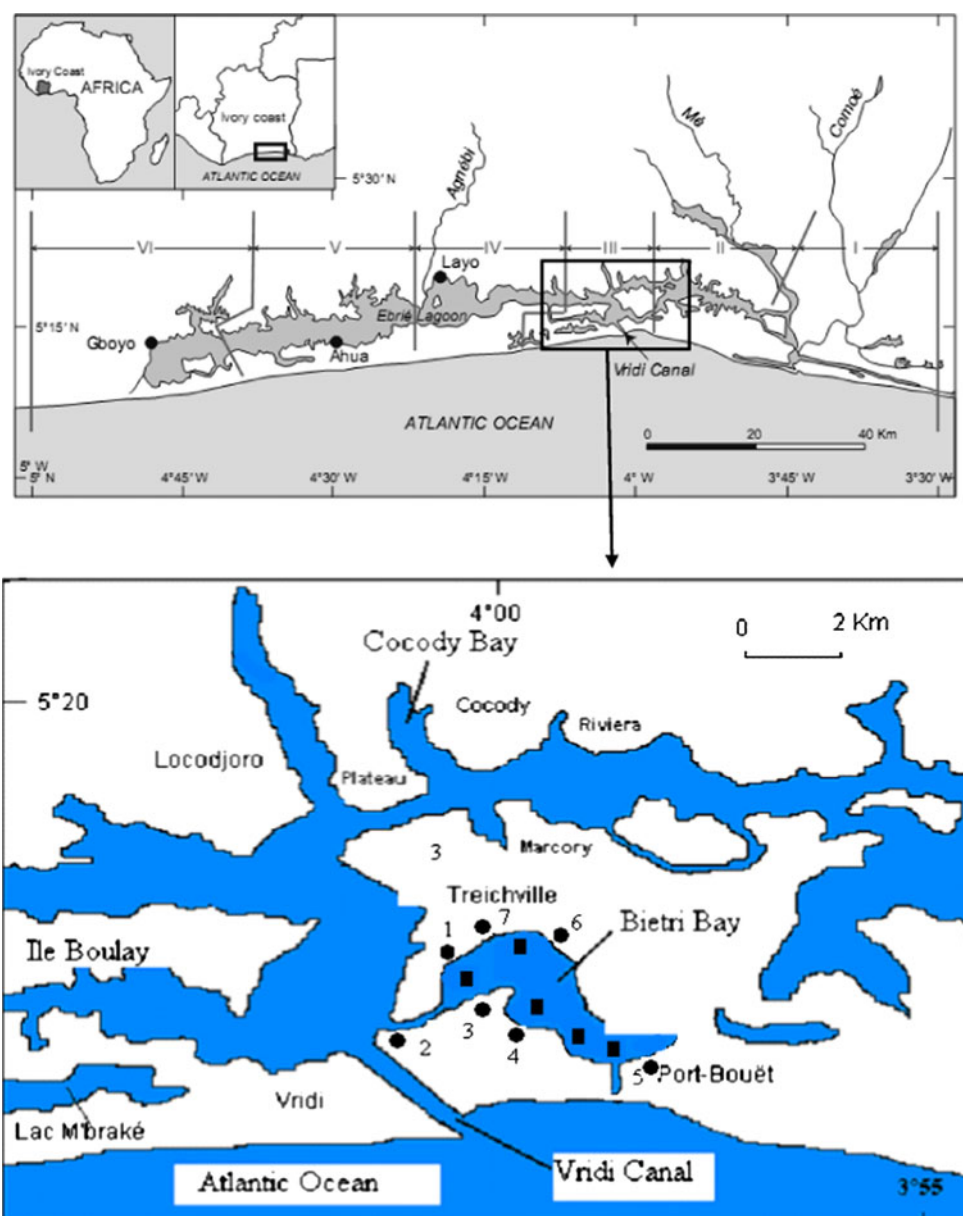 Ivory Coast
AFRICA
Ivory coast
ATLANTIC OCEAN
5°30' N
Agnébi
Mé
Comoé
VI
V
IV
III
II
I
Layo
5°15' N
Ebrié Lagoon
Gboyo
Ahua
Vridi Canal
ATLANTIC OCEAN
0 20 40 Km
5° W
5° N
4°45' W
4°30' W
4°15' W
4° W
3°45' W
3°30' W
4°00
0 2 Km
Cocody Bay
5°20
Cocody
Riviera
Locodjoro
Plateau
3
Marcory
Treichville
1
7
6
Bietri Bay
Ile Boulay
2
3
4
5
Port-Bouët
Vridi
Lac M'braké
Vridi Canal
Atlantic Ocean
3°55